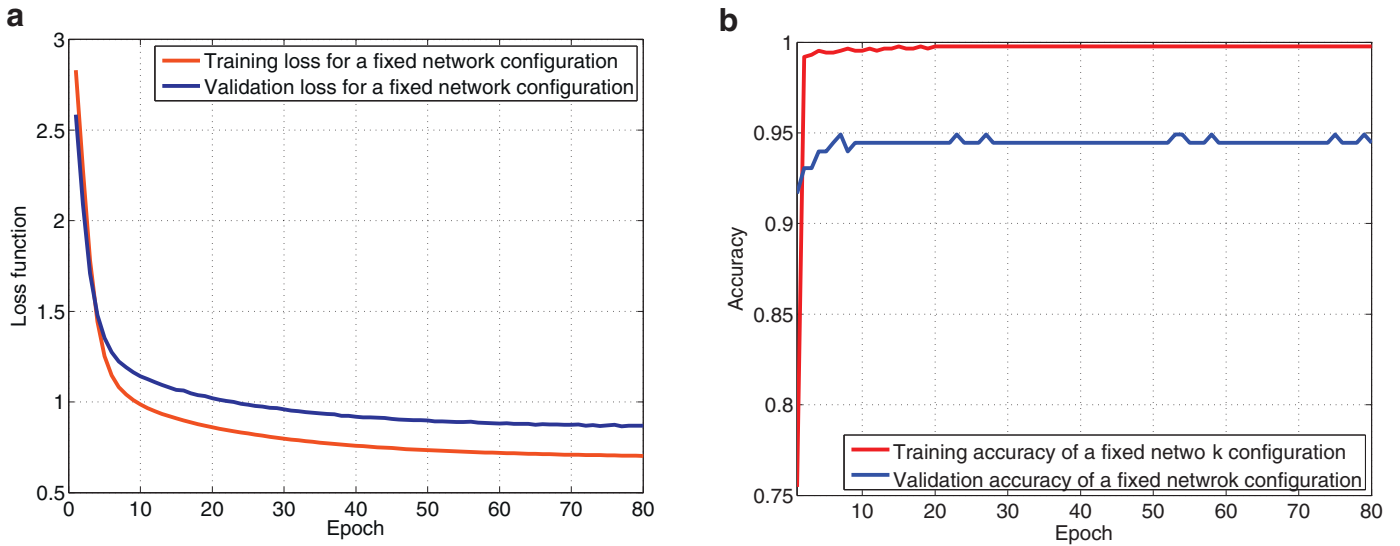 a
3
2.5
2
1.5
1
0.5
Loss function
Training loss for a fixed network configuration
Validation loss for a fixed network configuration
0 10 20 30 40 50 60 70 80
Epoch
b
1
0.95
0.9
0.85
0.8
0.75
Accuracy
Training accuracy of a fixed netwo k configuration
Validation accuracy of a fixed netwrok configuration
10 20 30 40 50 60 70 80
Epoch